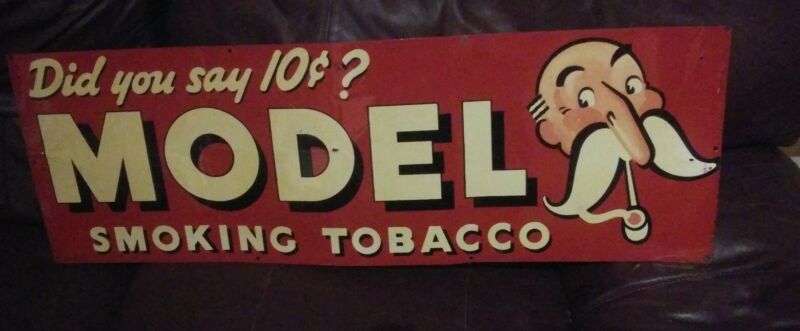 Did you say 10¢?
MODEL
SMOKING TOBACCO